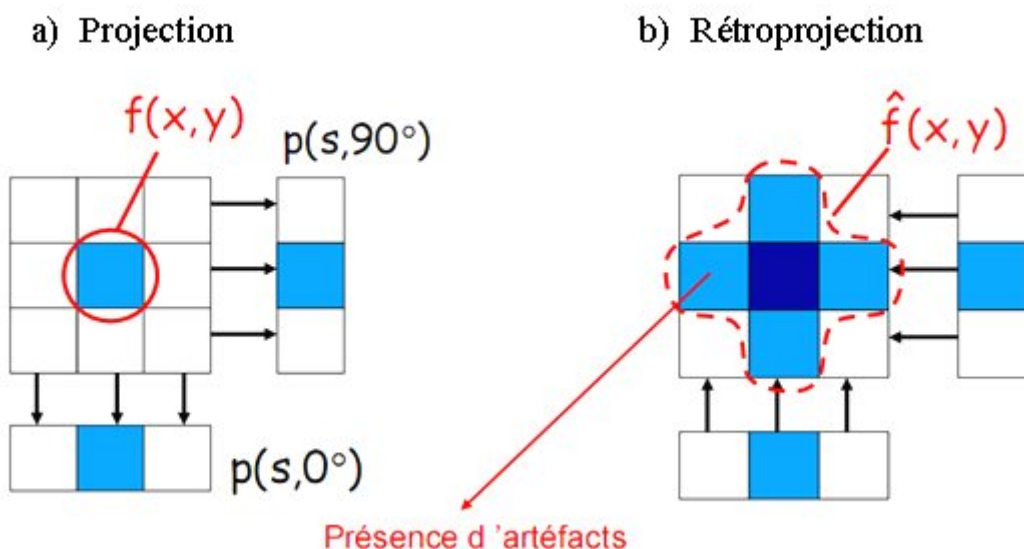 a) Projection
b) Rétroprojection
f(x,y)
p(s,90°)
f̂(x,y)
p(s,0°)
Présence d 'artéfacts